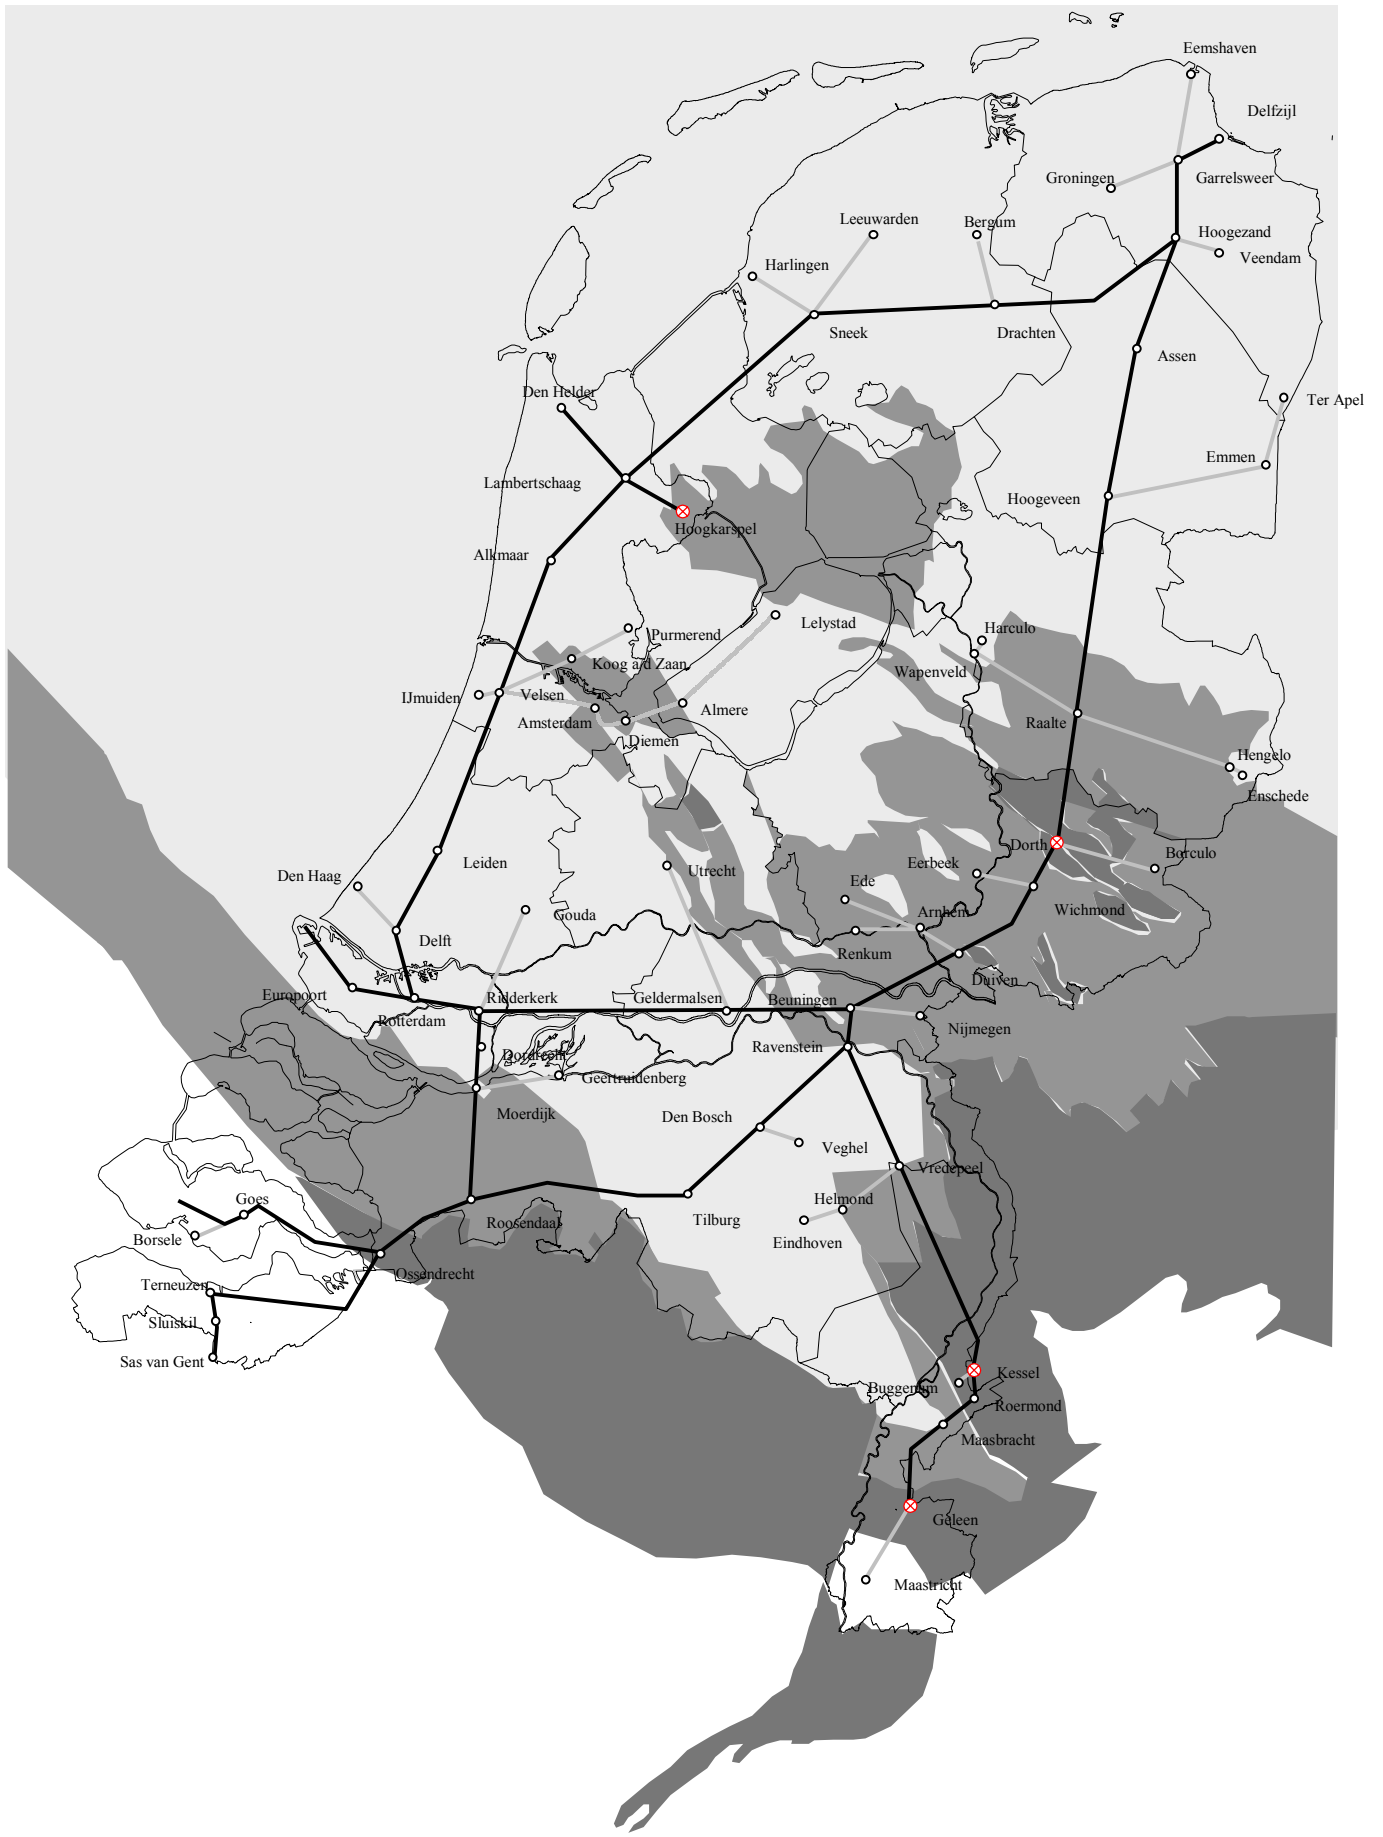 Eemshaven
Delfzijl
Groningen
Garrelsweer
Leeuwarden
Bergum
Hoogezand
Veendam
Harlingen
Sneek
Drachten
Assen
Den Helder
Ter Apel
Emmen
Lambertschaag
Hoogeveen
Hoogkarspel
Alkmaar
Lelystad
Harculo
Purmerend
Koog a/d Zaan
Wapenveld
IJmuiden
Velsen
Almere
Amsterdam
Raalte
Diemen
Hengelo
Enschede
Dorth
Borculo
Leiden
Eerbeek
Utrecht
Den Haag
Ede
Wichmond
Gouda
Arnhem
Delft
Renkum
Duiven
Europoort
Ridderkerk
Geldermalsen
Beuningen
Rotterdam
Nijmegen
Ravenstein
Dordrecht
Geertruidenberg
Moerdijk
Den Bosch
Veghel
Vredepeel
Goes
Helmond
Roosendaal
Tilburg
Borsele
Eindhoven
Ossendrecht
Terneuzen
Sluiskil
Sas van Gent
Kessel
Buggenum
Roermond
Maasbracht
Geleen
Maastricht